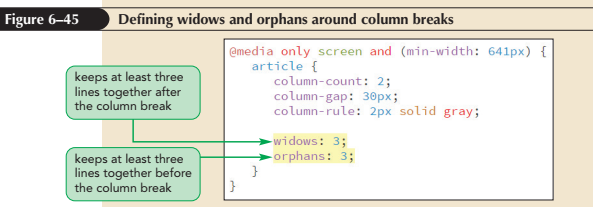 Figure 6–45 Defining widows and orphans around column breaks
@media only screen and (min-width: 641px) {
article {
column-count: 2;
column-gap: 30px;
column-rule: 2px solid gray;
keeps at least three
lines together after
the column break
widows: 3;
orphans: 3;
}
}
keeps at least three
lines together before
the column break